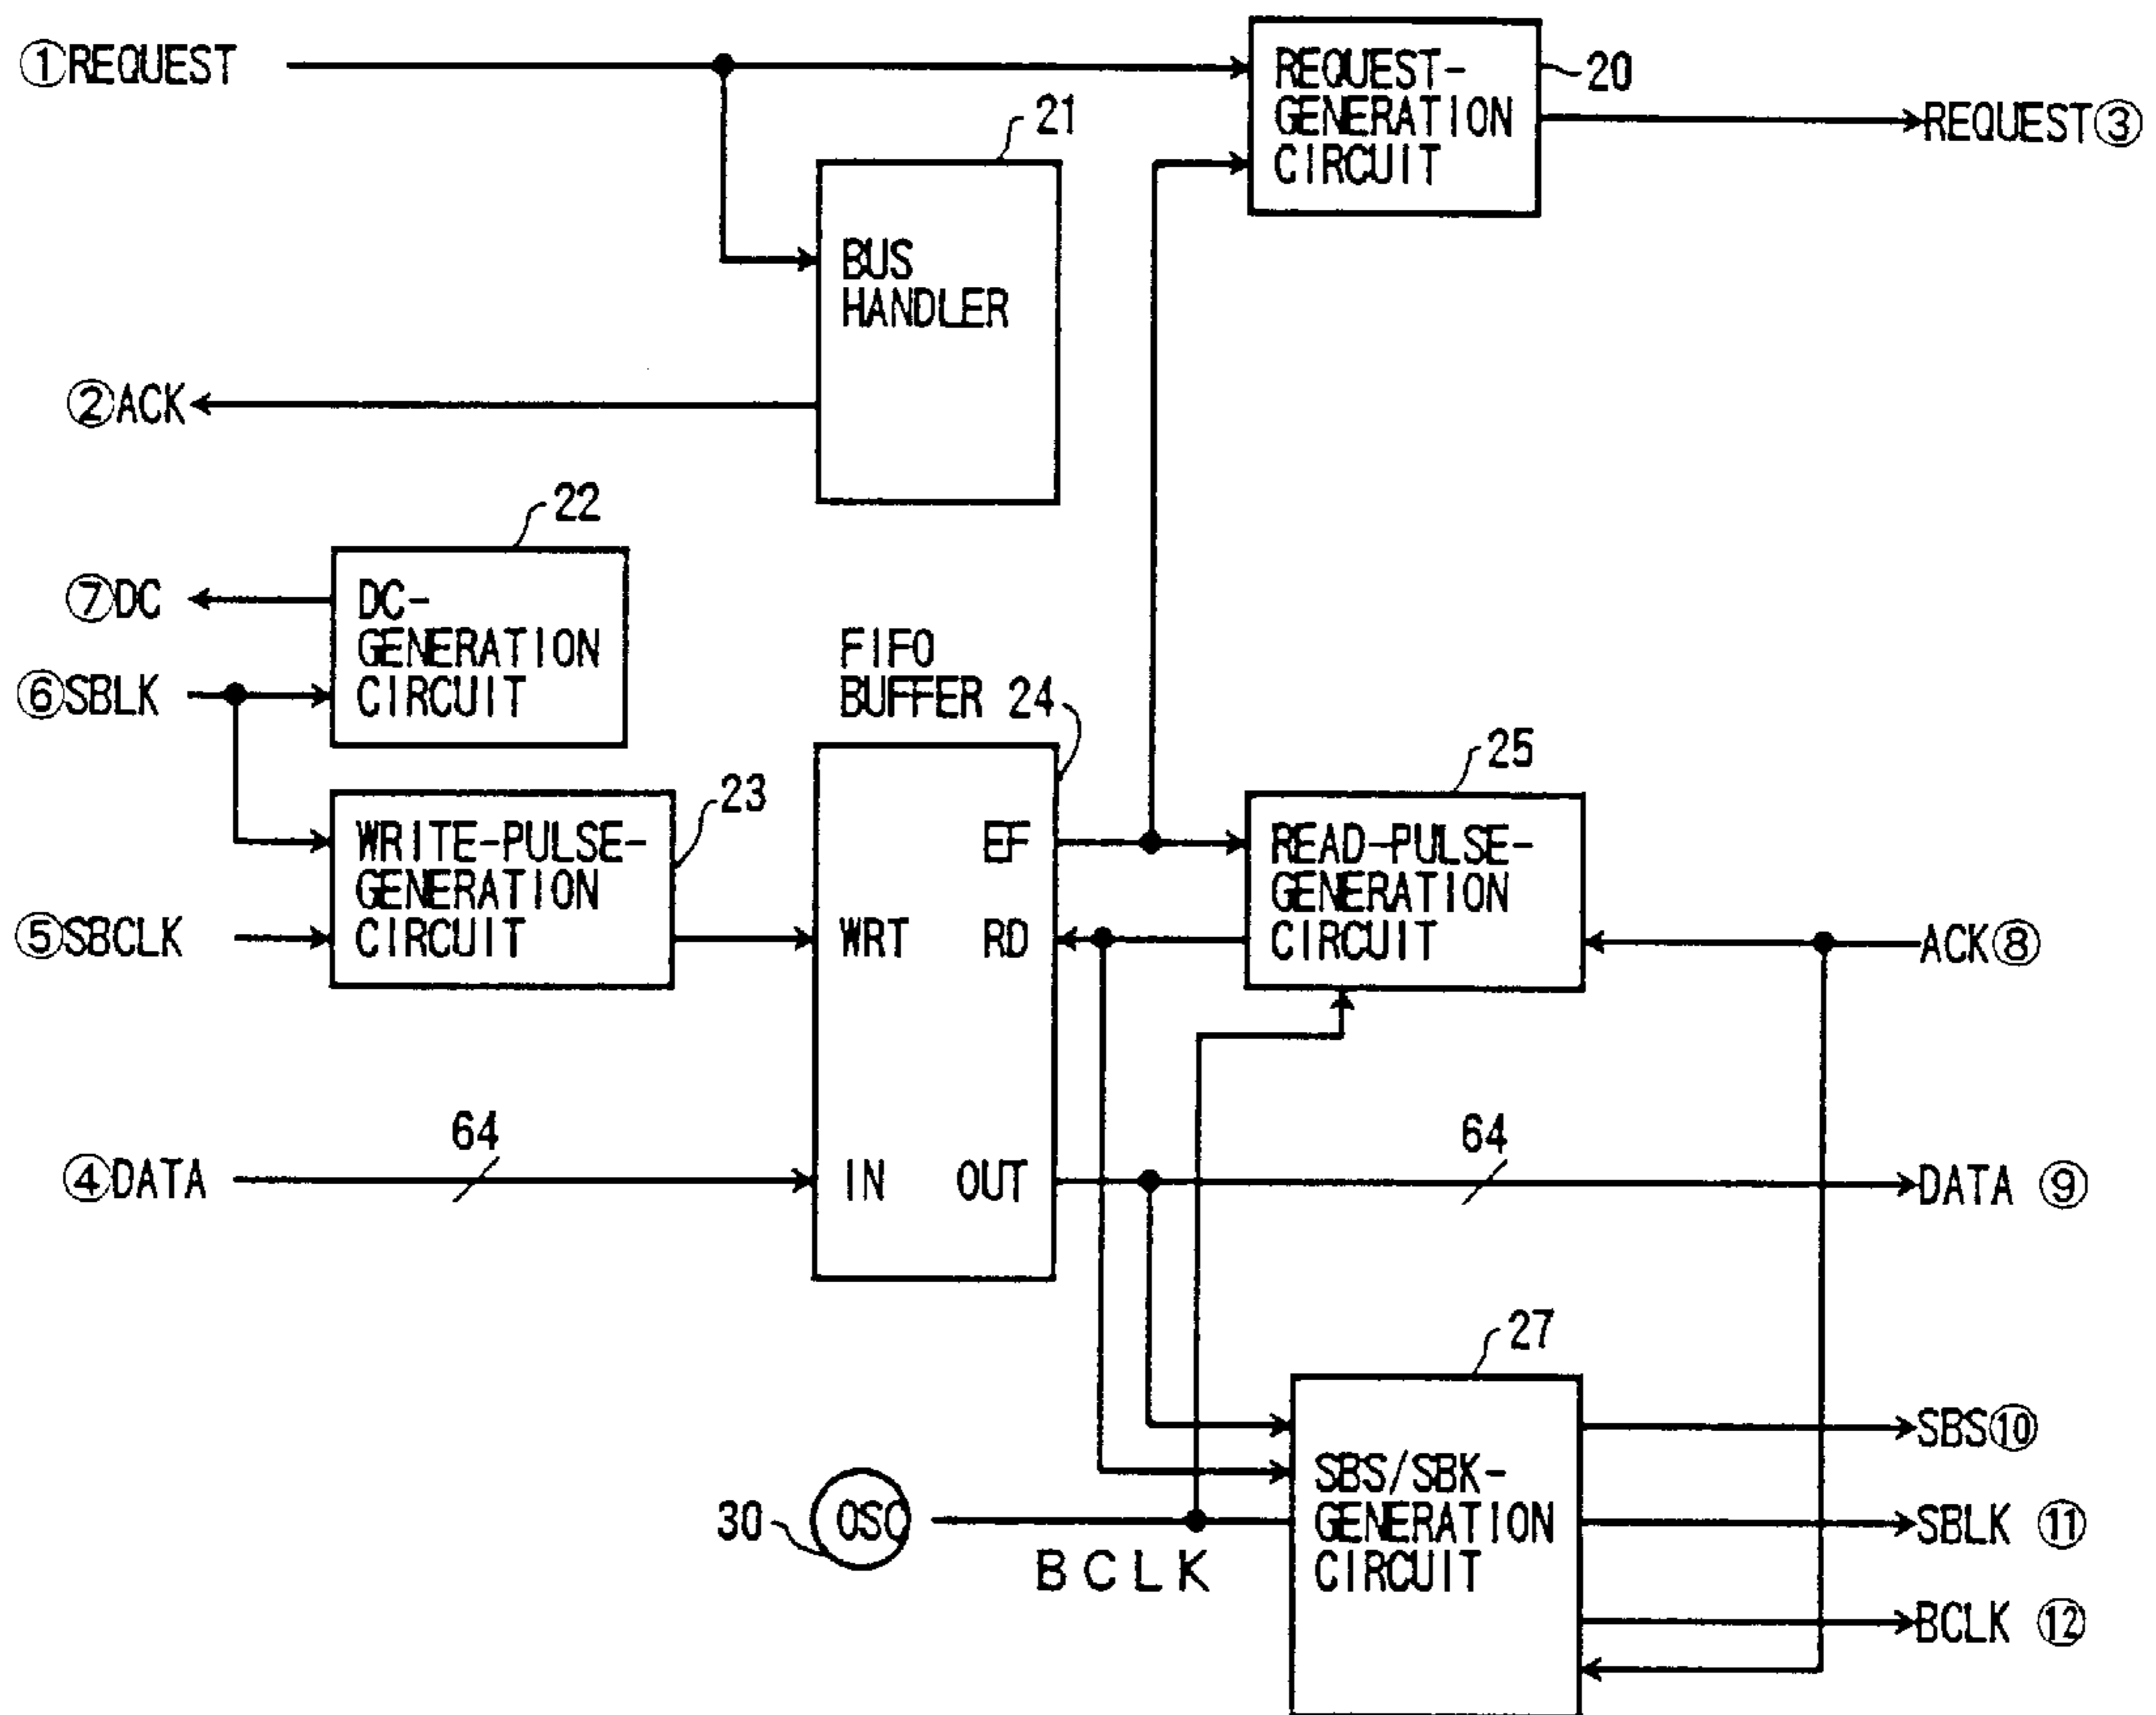 ①REQUEST
REQUEST-
GENERATION
CIRCUIT
20
REQUEST③
21
BUS
HANDLER
②ACK
22
⑦DC
DC-
GENERATION
CIRCUIT
⑥SBLK
FIFO
BUFFER 24
23
WRITE-PULSE-
GENERATION
CIRCUIT
⑤SBCLK
EF
WRT RD
25
READ-PULSE-
GENERATION
CIRCUIT
ACK⑧
64
④DATA
IN OUT
64
DATA ⑨
27
SBS/SBK-
GENERATION
CIRCUIT
SBS⑩
30 OSC
BCLK
SBLK ⑪
BCLK ⑫